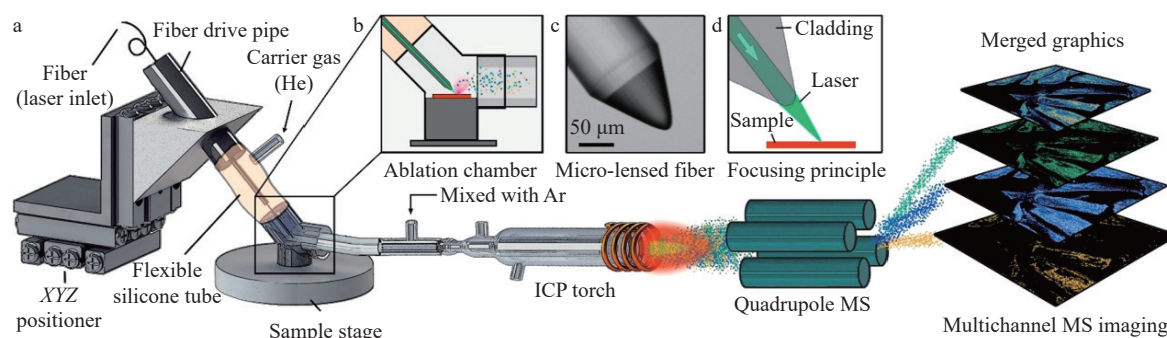 a
Fiber drive pipe
Fiber
(laser inlet)
Carrier gas
(He)
Flexible
silicone tube
XYZ
positioner
Sample stage
b
Ablation chamber
c
50 μm
Micro-lensed fiber
d
Cladding
Laser
Sample
Focusing principle
Mixed with Ar
ICP torch
Quadrupole MS
Merged graphics
Multichannel MS imaging